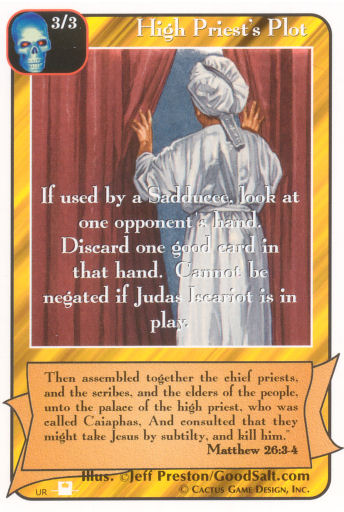 3/3
High Priest's Plot
If used by a Sadducee, look at
one opponent's hand.
Discard one good card in
that hand. Cannot be
negated if Judas Iscariot is in
play.
Then assembled together the chief priests,
and the scribes, and the elders of the people,
unto the palace of the high priest, who was
called Caiaphas, And consulted that they
might take Jesus by subtilty, and kill him."
Matthew 26:3-4
Illus. ©Jeff Preston/GoodSalt.com
UR
© Cactus Game Design, Inc.